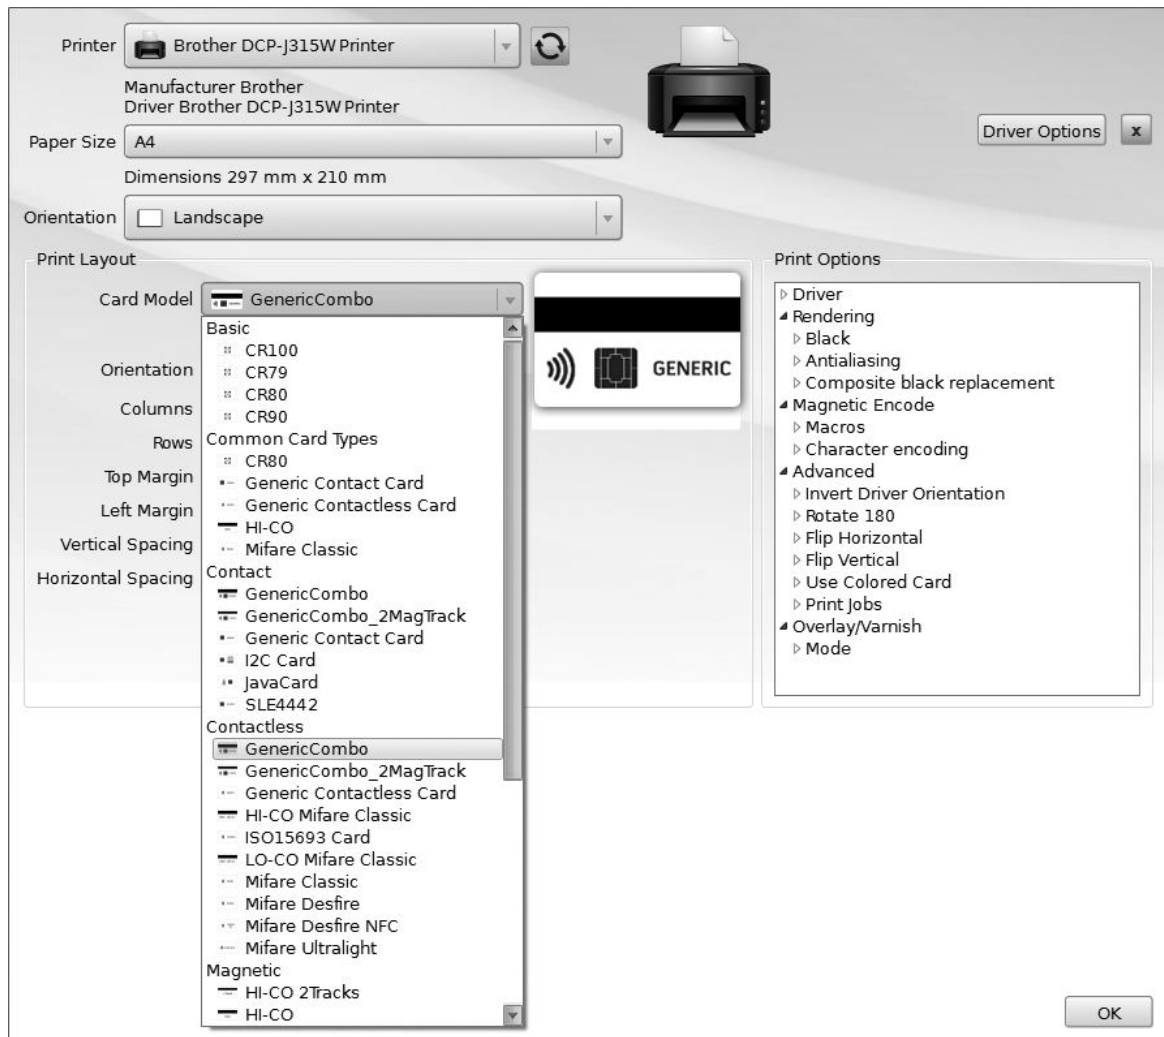 Printer
Brother DCP-J315W Printer
Manufacturer Brother
Driver Brother DCP-J315W Printer
Driver Options
x
Paper Size
A4
Dimensions 297 mm x 210 mm
Orientation
Landscape
Print Layout
Card Model
GenericCombo
Orientation
Columns
Rows
Top Margin
Left Margin
Vertical Spacing
Horizontal Spacing
Basic
CR100
CR79
CR80
CR90
Common Card Types
CR80
Generic Contact Card
Generic Contactless Card
HI-CO
Mifare Classic
Contact
GenericCombo
GenericCombo_2MagTrack
Generic Contact Card
I2C Card
JavaCard
SLE4442
Contactless
GenericCombo
GenericCombo_2MagTrack
Generic Contactless Card
HI-CO Mifare Classic
ISO15693 Card
LO-CO Mifare Classic
Mifare Classic
Mifare Desfire
Mifare Desfire NFC
Mifare Ultralight
Magnetic
HI-CO 2Tracks
HI-CO
GENERIC
Print Options
Driver
Rendering
Black
Antialiasing
Composite black replacement
Magnetic Encode
Macros
Character encoding
Advanced
Invert Driver Orientation
Rotate 180
Flip Horizontal
Flip Vertical
Use Colored Card
Print Jobs
Overlay/Varnish
Mode
OK